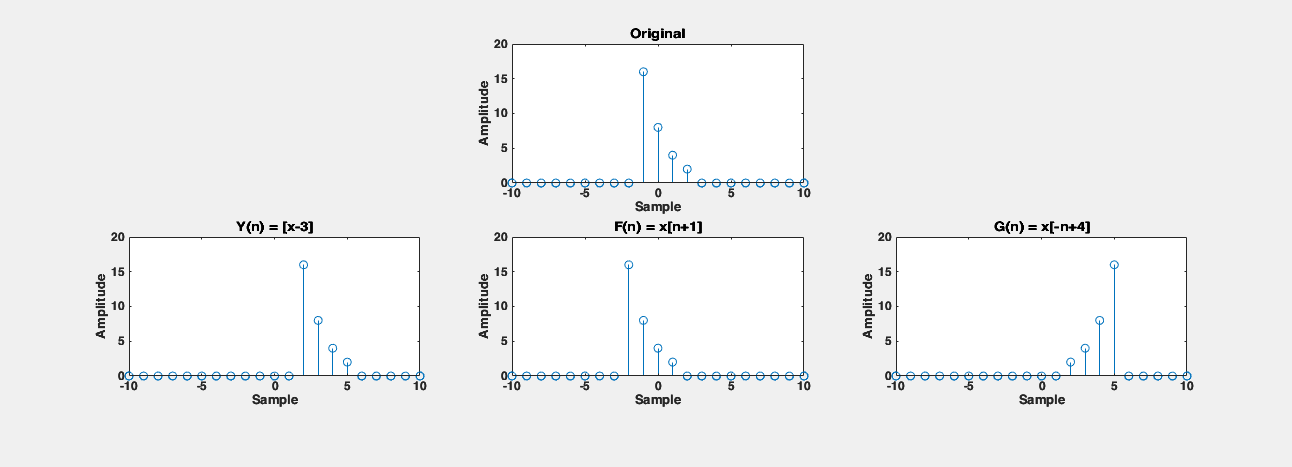 Original
20
15
10
5
0
Amplitude
-10 -5 0 5 10
Sample
Y(n) = [x-3]
20
15
10
5
0
Amplitude
-10 -5 0 5 10
Sample
F(n) = x[n+1]
20
15
10
5
0
Amplitude
-10 -5 0 5 10
Sample
G(n) = x[-n+4]
20
15
10
5
0
Amplitude
-10 -5 0 5 10
Sample